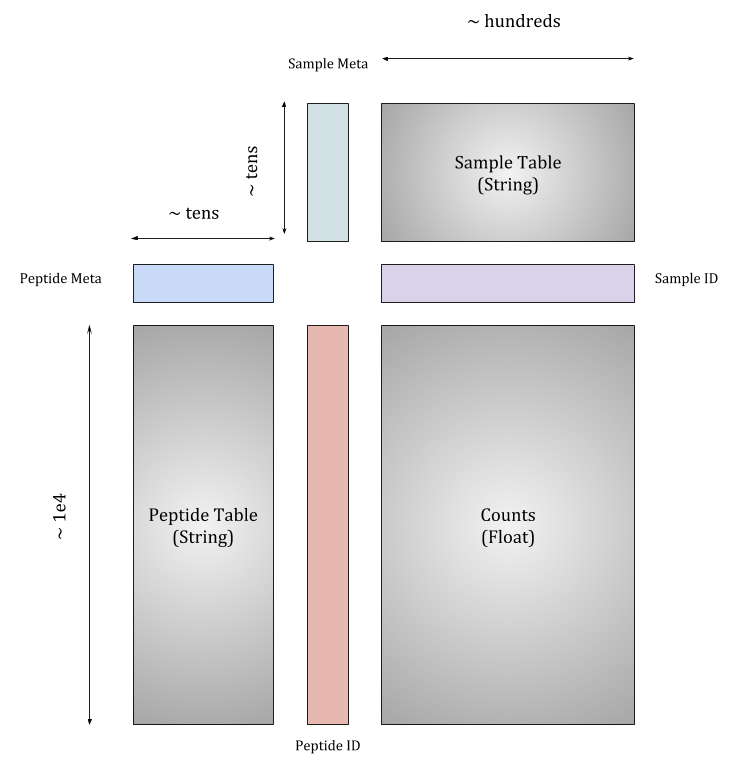 ~ hundreds
Sample Meta
Sample Table
(String)
~ tens
~ tens
Peptide Meta
Sample ID
~ 1e4
Peptide Table
(String)
Counts
(Float)
Peptide ID